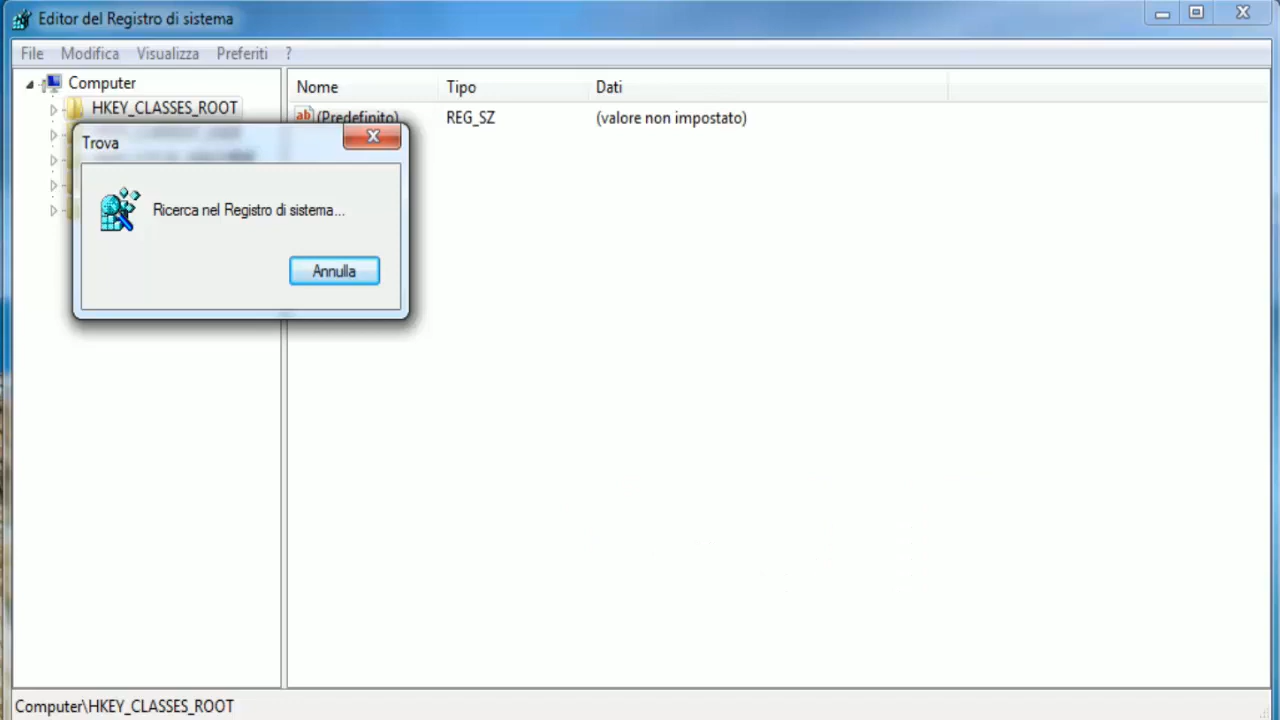 Editor del Registro di sistema
File Modifica Visualizza Preferiti ?
Computer
HKEY_CLASSES_ROOT
Nome Tipo Dati
(Predefinito) REG_SZ (valore non impostato)
Trova
Ricerca nel Registro di sistema...
Annulla
Computer\HKEY_CLASSES_ROOT